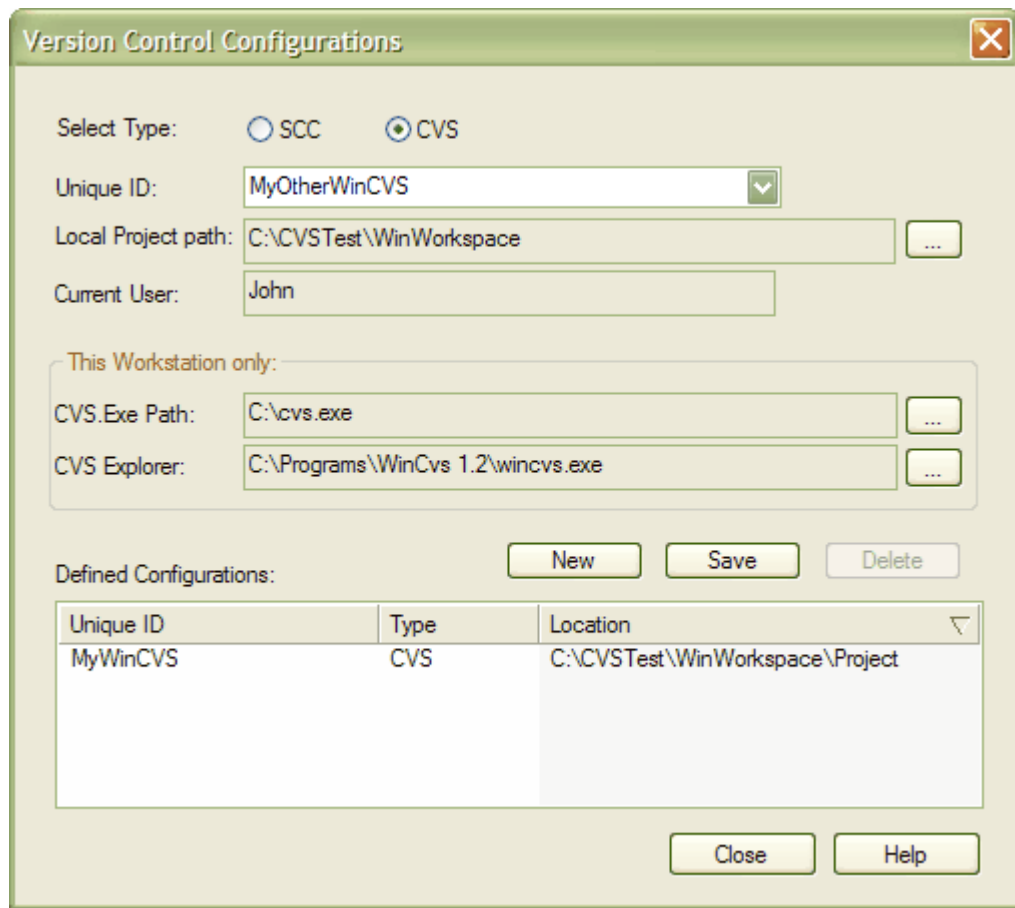 Version Control Configurations
Select Type: SCC CVS
Unique ID: MyOtherWinCVS
Local Project path: C:\CVSTest\WinWorkspace ...
Current User: John
This Workstation only:
CVS.Exe Path: C:\cvs.exe ...
CVS Explorer: C:\Programs\WinCvs 1.2\wincvs.exe ...
New Save Delete
Defined Configurations:
Unique ID Type Location
MyWinCVS CVS C:\CVSTest\WinWorkspace\Project
Close Help